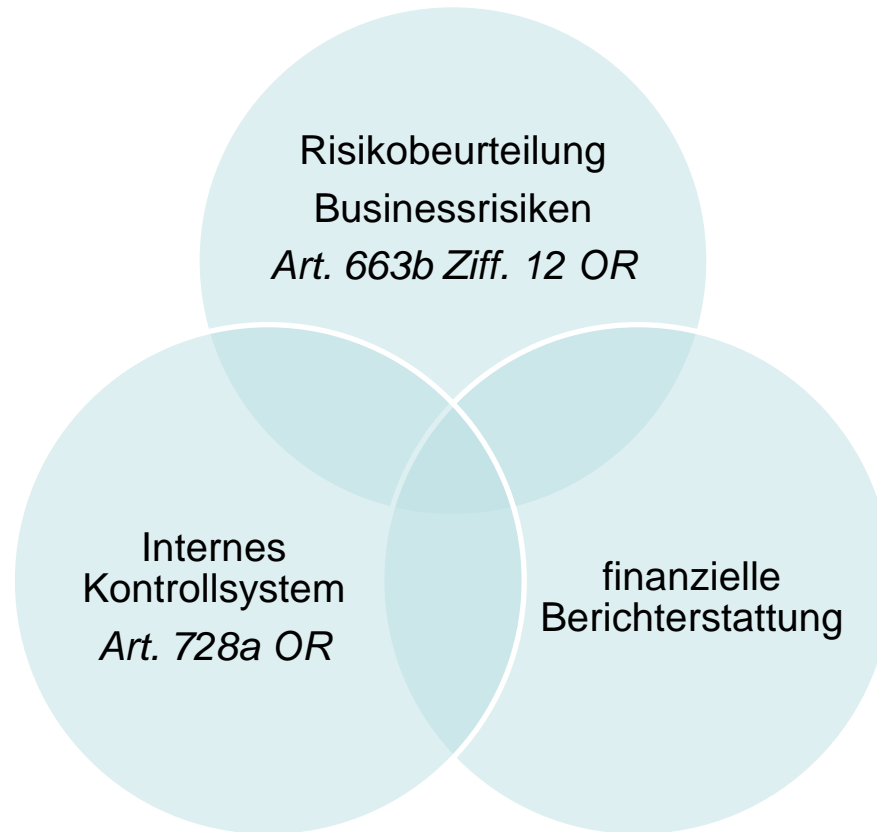 Risikobeurteilung
Businessrisiken
Art. 663b Ziff. 12 OR
Internes
Kontrollsystem
Art. 728a OR
finanzielle
Berichterstattung